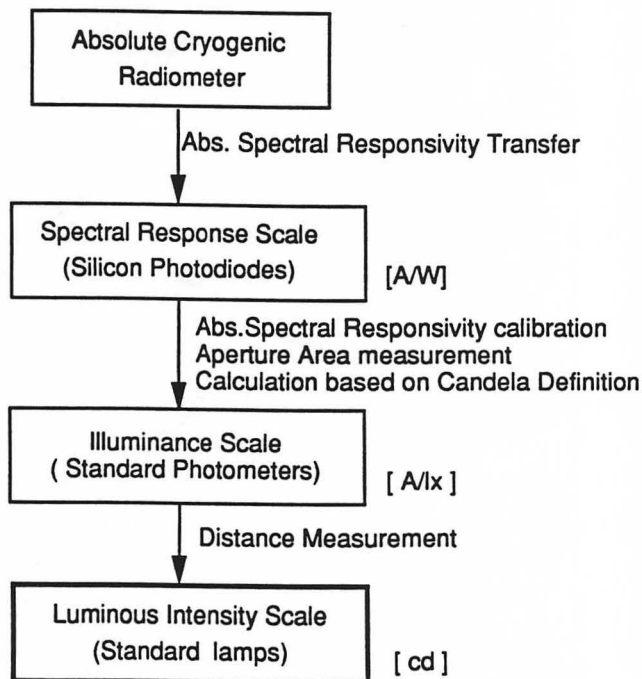 Absolute Cryogenic
Radiometer
Abs. Spectral Responsivity Transfer
Spectral Response Scale
(Silicon Photodiodes)
[A/W]
Abs.Spectral Responsivity calibration
Aperture Area measurement
Calculation based on Candela Definition
Illuminance Scale
( Standard Photometers)
[ A/lx ]
Distance Measurement
Luminous Intensity Scale
(Standard lamps)
[ cd ]